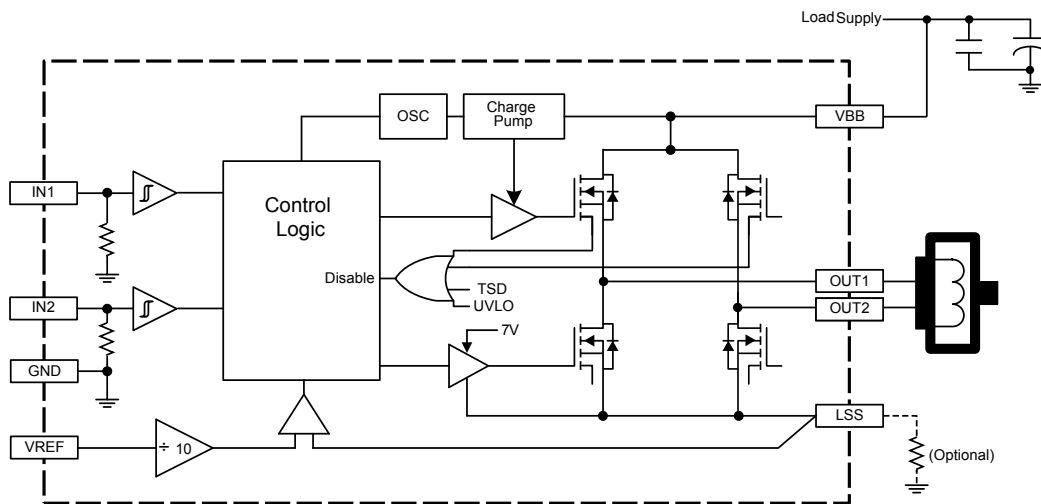 Load Supply
OSC
Charge
Pump
VBB
IN1
Control
Logic
Disable
TSD
UVLO
OUT1
OUT2
IN2
7V
GND
LSS
VREF
÷ 10
(Optional)